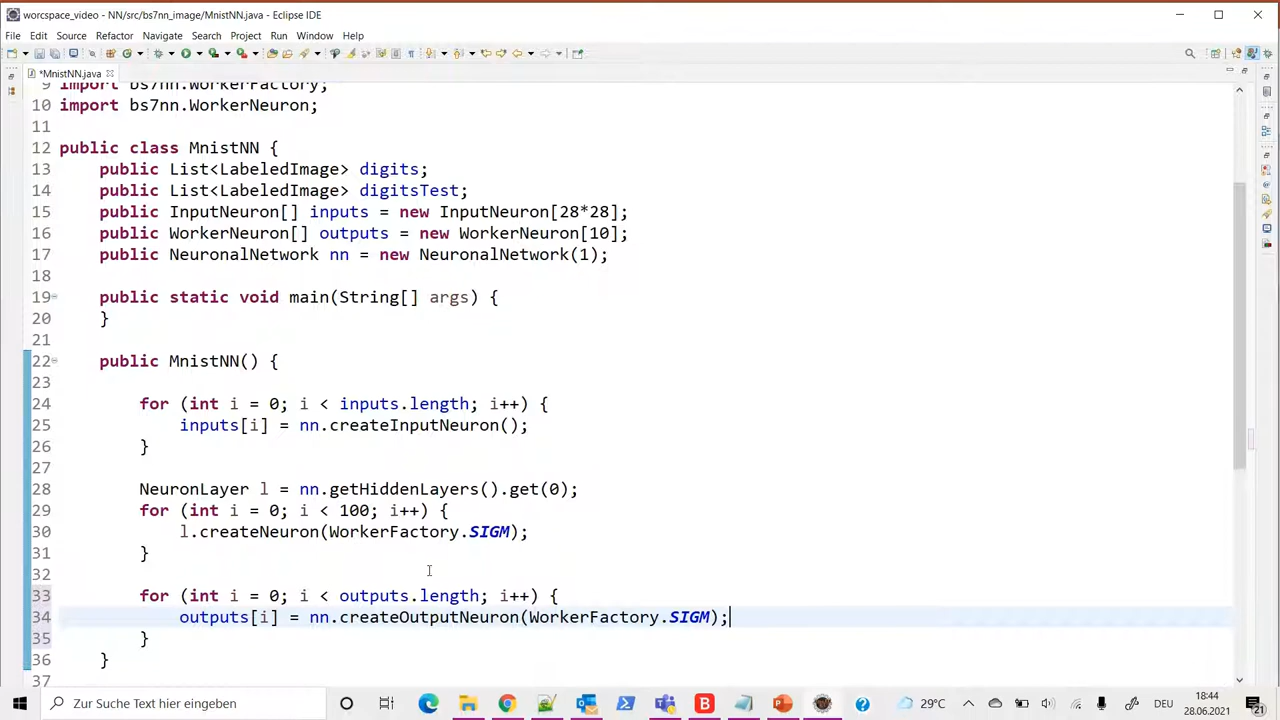 worcspace_video - NN/src/bs7nn_image/MnistNN.java - Eclipse IDE
File Edit Source Refactor Navigate Search Project Run Window Help
*MnistNN.java
9 import bs7nn.WorkerFactory;
10 import bs7nn.WorkerNeuron;
11
12 public class MnistNN {
13 public List<LabeledImage> digits;
14 public List<LabeledImage> digitsTest;
15 public InputNeuron[] inputs = new InputNeuron[28*28];
16 public WorkerNeuron[] outputs = new WorkerNeuron[10];
17 public NeuronalNetwork nn = new NeuronalNetwork(1);
18
19 public static void main(String[] args) {
20 }
21
22 public MnistNN() {
23
24 for (int i = 0; i < inputs.length; i++) {
25 inputs[i] = nn.createInputNeuron();
26 }
27
28 NeuronLayer l = nn.getHiddenLayers().get(0);
29 for (int i = 0; i < 100; i++) {
30 l.createNeuron(WorkerFactory.SIGM);
31 }
32
33 for (int i = 0; i < outputs.length; i++) {
34 outputs[i] = nn.createOutputNeuron(WorkerFactory.SIGM);
35 }
36 }
37
Zur Suche Text hier eingeben
29°C
DEU
18:44
28.06.2021
21